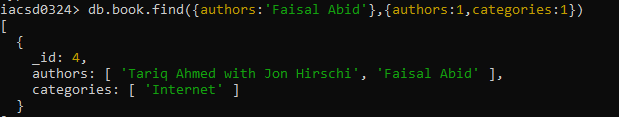 iacsd0324> db.book.find({authors:'Faisal Abid'},{authors:1,categories:1})
[
  {
    _id: 4,
    authors: [ 'Tariq Ahmed with Jon Hirschi', 'Faisal Abid' ],
    categories: [ 'Internet' ]
  }